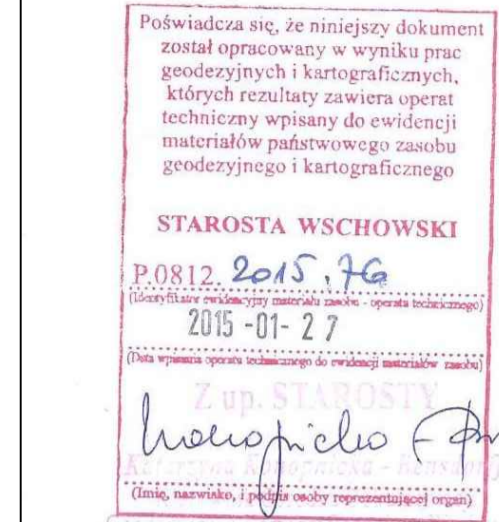 Poświadcza się, że niniejszy dokument
został opracowany w wyniku prac
geodezyjnych i kartograficznych,
których rezultaty zawiera operat
techniczny wpisany do ewidencji
materiałów państwowego zasobu
geodezyjnego i kartograficznego
STAROSTA WSCHOWSKI
P.0812. 2015.76
(Identyfikator ewidencyjny materiału zasobu - operatu technicznego)
2015 -01- 27
(Data wpisania operatu technicznego do ewidencji materiałów zasobu)
Z up. STAROSTY
Katarzyna Konopnicka -
(Imię, nazwisko, i podpis osoby reprezentującej organ)